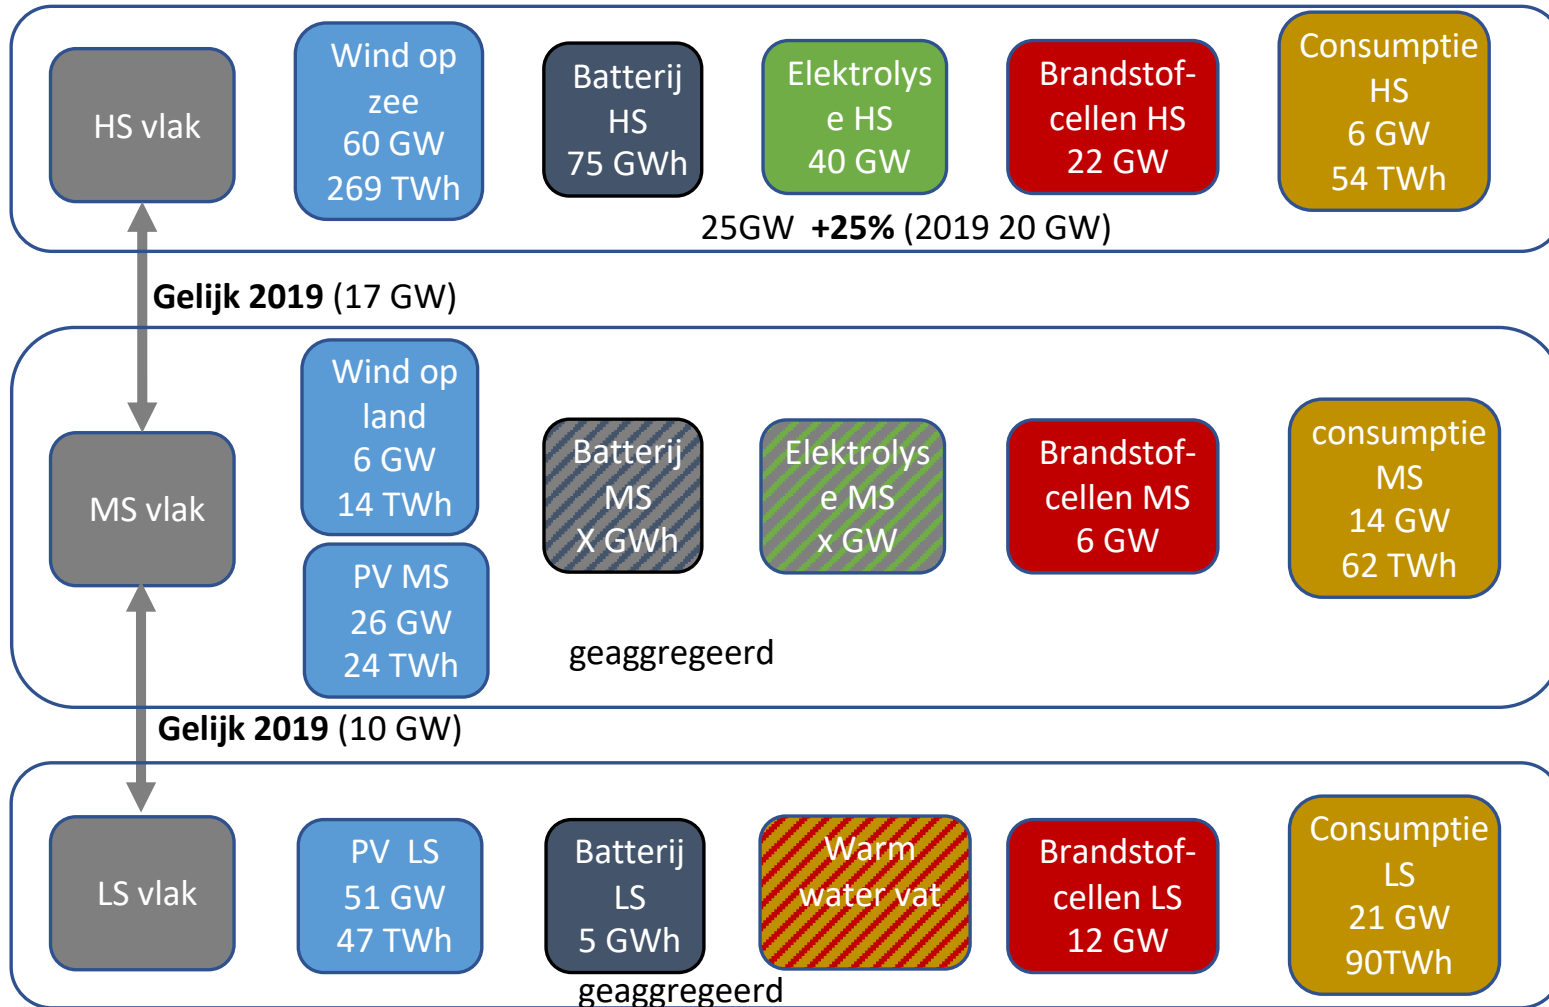 HS vlak
Wind op
zee
60 GW
269 TWh
Batterij
HS
75 GWh
Elektrolys
e HS
40 GW
Brandstof-
cellen HS
22 GW
Consumptie
HS
6 GW
54 TWh
25GW +25% (2019 20 GW)
Gelijk 2019 (17 GW)
MS vlak
Wind op
land
6 GW
14 TWh
PV MS
26 GW
24 TWh
Batterij
MS
X GWh
Elektrolys
e MS
x GW
Brandstof-
cellen MS
6 GW
consumptie
MS
14 GW
62 TWh
geaggregeerd
Gelijk 2019 (10 GW)
LS vlak
PV LS
51 GW
47 TWh
Batterij
LS
5 GWh
Warm
water vat
Brandstof-
cellen LS
12 GW
Consumptie
LS
21 GW
90TWh
geaggregeerd